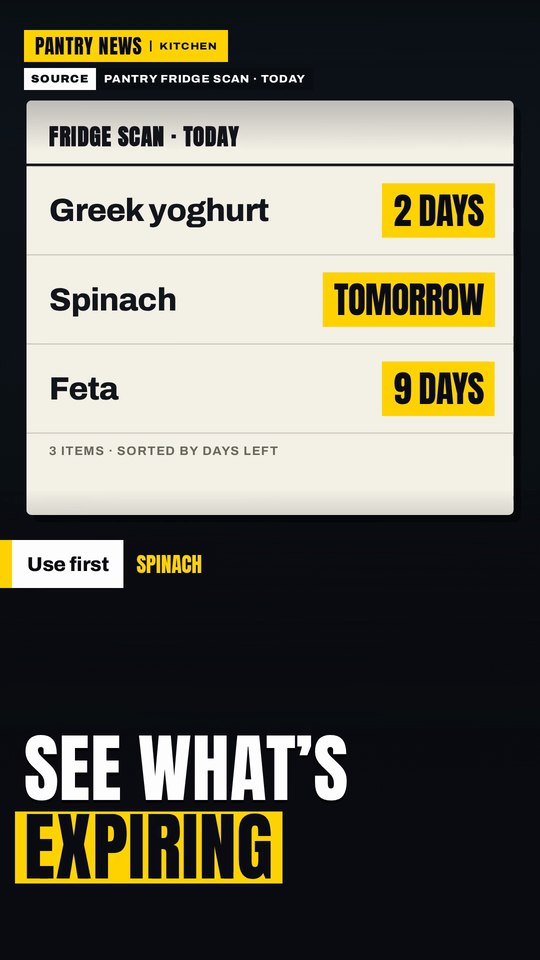 PANTRY NEWS | KITCHEN
SOURCE PANTRY FRIDGE SCAN · TODAY
FRIDGE SCAN · TODAY
Greek yoghurt 2 DAYS
Spinach TOMORROW
Feta 9 DAYS
3 ITEMS · SORTED BY DAYS LEFT
Use first SPINACH
SEE WHAT’S
EXPIRING